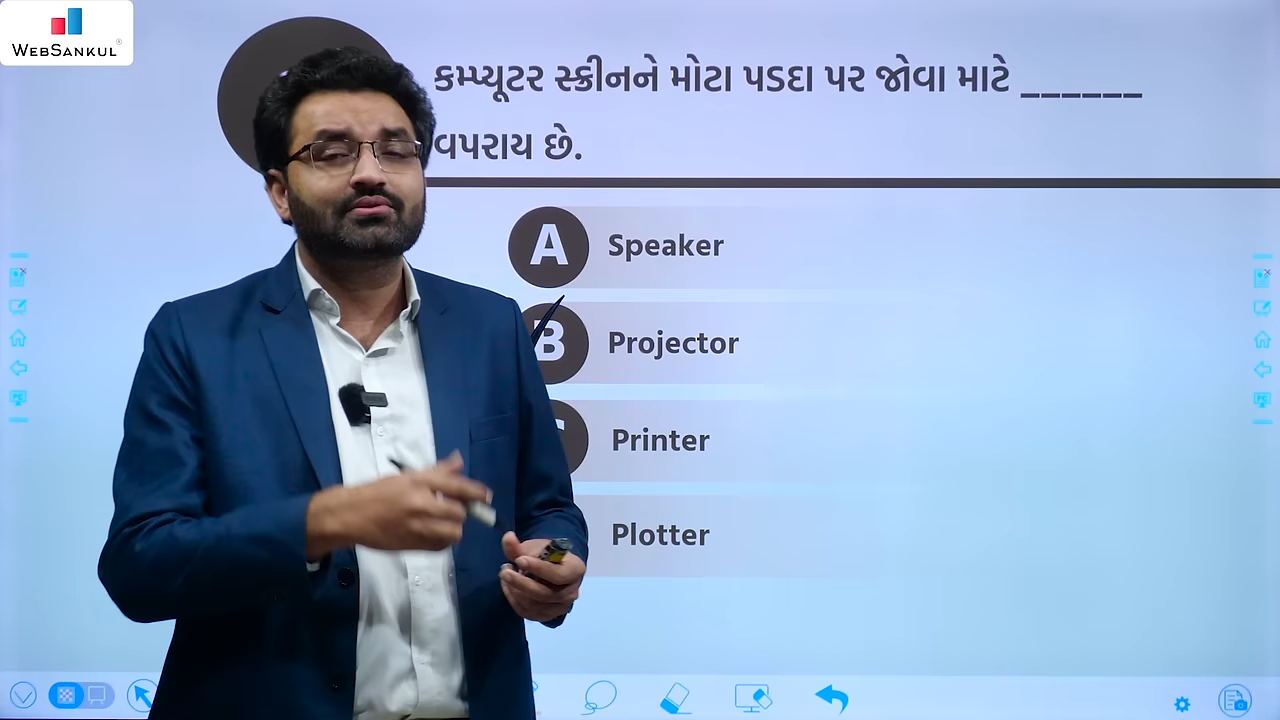 WEBSANKUL
કમ્પ્યૂટર સ્ક્રીનને મોટા પડદા પર જોવા માટે ______
વપરાય છે.
A Speaker
B Projector
Printer
Plotter